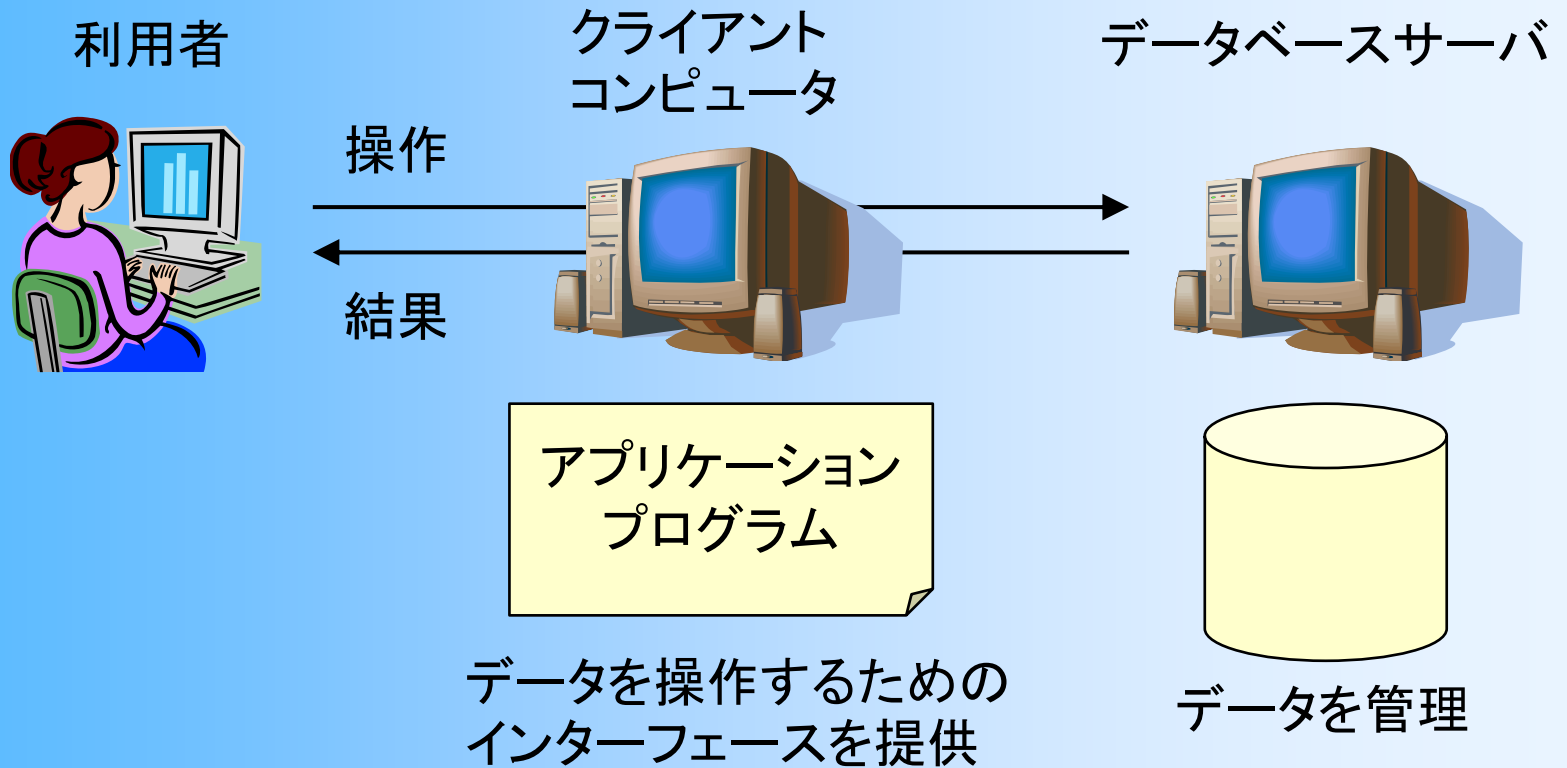 利用者
クライアント
コンピュータ
データベースサーバ
操作
結果
アプリケーション
プログラム
データを操作するための
インターフェースを提供
データを管理